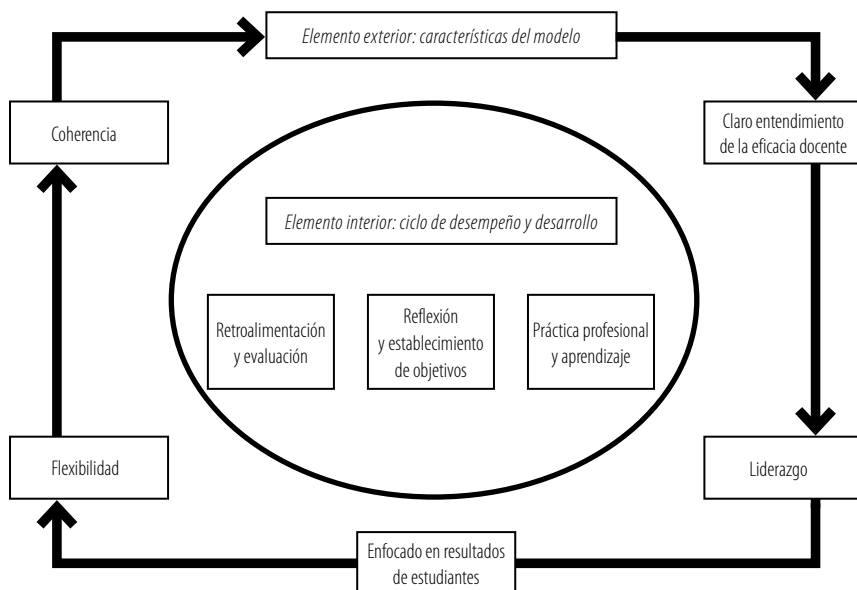 Elemento exterior: características del modelo
Coherencia
Claro entendimiento
de la eficacia docente
Elemento interior: ciclo de desempeño y desarrollo
Retroalimentación
y evaluación
Reflexión
y establecimiento
de objetivos
Práctica profesional
y aprendizaje
Flexibilidad
Liderazgo
Enfocado en resultados
de estudiantes